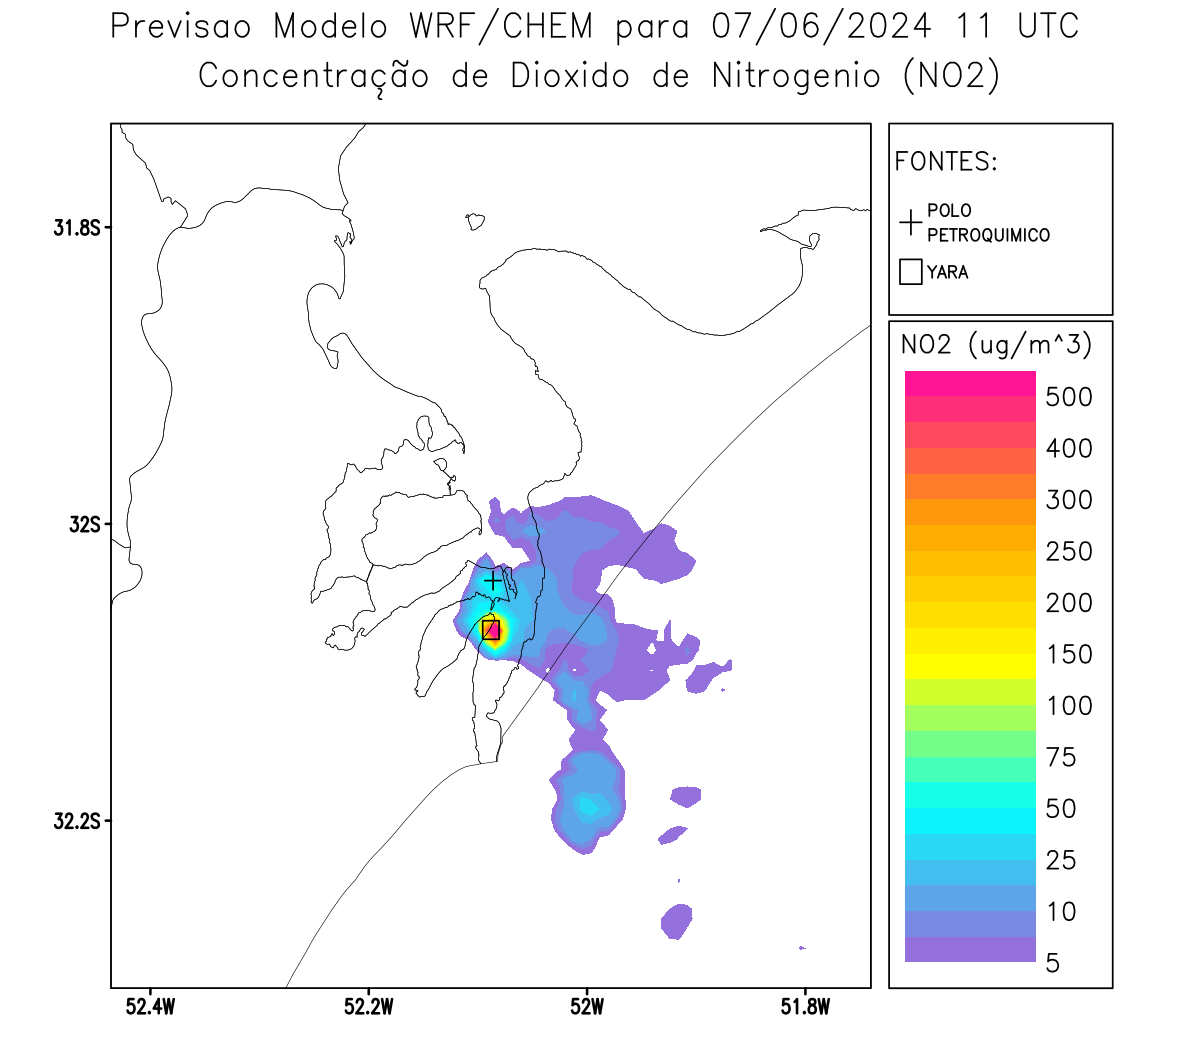 Previsao Modelo WRF/CHEM para 07/06/2024 11 UTC
Concentração de Dioxido de Nitrogenio (NO2)
FONTES:
POLO
PETROQUIMICO
YARA
NO2 (ug/m^3)
500
400
300
250
200
150
100
75
50
25
10
5
31.8S
32S
32.2S
52.4W
52.2W
52W
51.8W